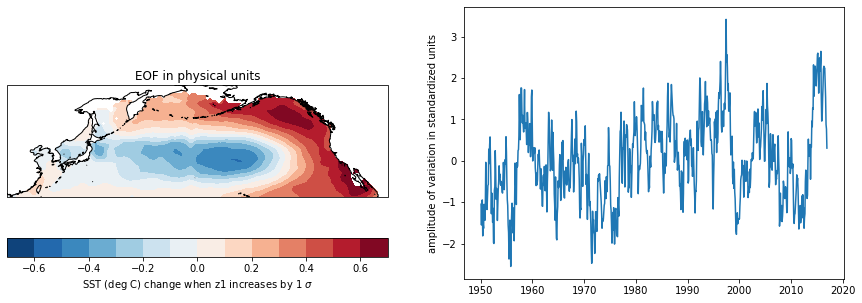 EOF in physical units
−0.6 −0.4 −0.2 0.0 0.2 0.4 0.6
SST (deg C) change when z1 increases by 1 σ
amplitude of variation in standardized units
3
2
1
0
−1
−2
1950 1960 1970 1980 1990 2000 2010 2020